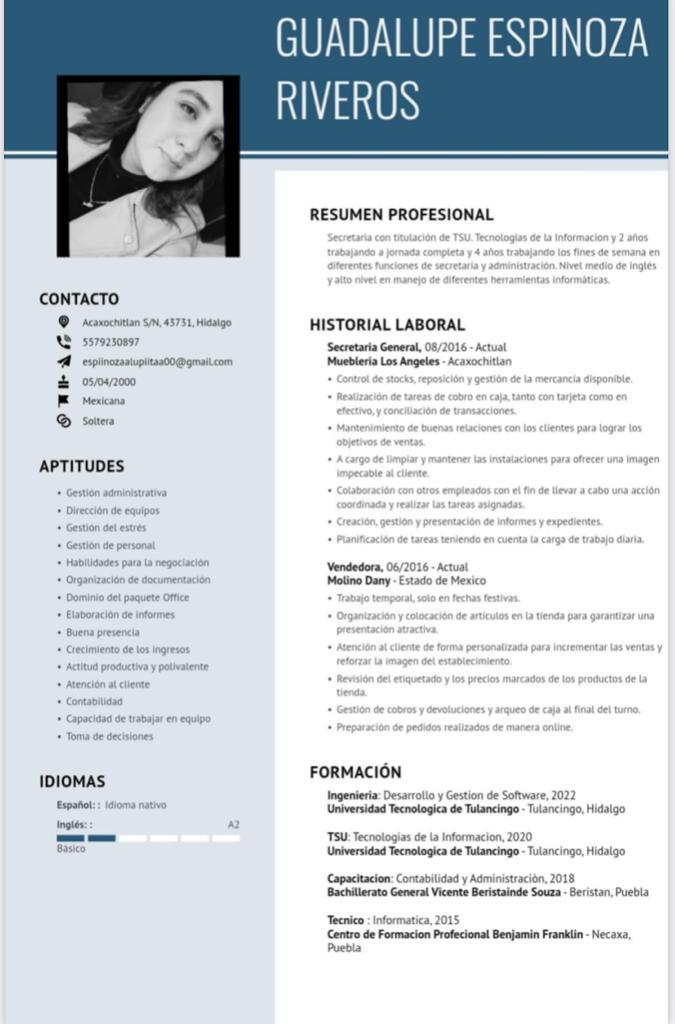 GUADALUPE ESPINOZA
RIVEROS
CONTACTO
Acaxochitlan S/N, 43731, Hidalgo
5579230897
espiinozaalupiitaa00@gmail.com
05/04/2000
Mexicana
Soltera
APTITUDES
• Gestión administrativa
• Dirección de equipos
• Gestión del estrés
• Gestión de personal
• Habilidades para la negociación
• Organización de documentación
• Dominio del paquete Office
• Elaboración de informes
• Buena presencia
• Crecimiento de los ingresos
• Actitud productiva y polivalente
• Atención al cliente
• Contabilidad
• Capacidad de trabajar en equipo
• Toma de decisiones
IDIOMAS
Español: : Idioma nativo
Inglés: : A2
Básico
RESUMEN PROFESIONAL
Secretaria con titulación de TSU. Tecnologias de la Informacion y 2 años
trabajando a jornada completa y 4 años trabajando los fines de semana en
diferentes funciones de secretaría y administración. Nivel medio de inglés
y alto nivel en manejo de diferentes herramientas informáticas.
HISTORIAL LABORAL
Secretaria General, 08/2016 - Actual
Muebleria Los Angeles - Acaxochitlan
• Control de stocks, reposición y gestión de la mercancía disponible.
• Realización de tareas de cobro en caja, tanto con tarjeta como en
efectivo, y conciliación de transacciones.
• Mantenimiento de buenas relaciones con los clientes para lograr los
objetivos de ventas.
• A cargo de limpiar y mantener las instalaciones para ofrecer una imagen
impecable al cliente.
• Colaboración con otros empleados con el fin de llevar a cabo una acción
coordinada y realizar las tareas asignadas.
• Creación, gestión y presentación de informes y expedientes.
• Planificación de tareas teniendo en cuenta la carga de trabajo diaria.
Vendedora, 06/2016 - Actual
Molino Dany - Estado de Mexico
• Trabajo temporal, solo en fechas festivas.
• Organización y colocación de artículos en la tienda para garantizar una
presentación atractiva.
• Atención al cliente de forma personalizada para incrementar las ventas y
reforzar la imagen del establecimiento.
• Revisión del etiquetado y los precios marcados de los productos de la
tienda.
• Gestión de cobros y devoluciones y arqueo de caja al final del turno.
• Preparación de pedidos realizados de manera online.
FORMACIÓN
Ingenieria: Desarrollo y Gestion de Software, 2022
Universidad Tecnologica de Tulancingo - Tulancingo, Hidalgo
TSU: Tecnologias de la Informacion, 2020
Universidad Tecnologica de Tulancingo - Tulancingo, Hidalgo
Capacitacion: Contabilidad y Administraciòn, 2018
Bachillerato General Vicente Beristainde Souza - Beristan, Puebla
Tecnico : Informatica, 2015
Centro de Formacion Profecional Benjamin Franklin - Necaxa,
Puebla